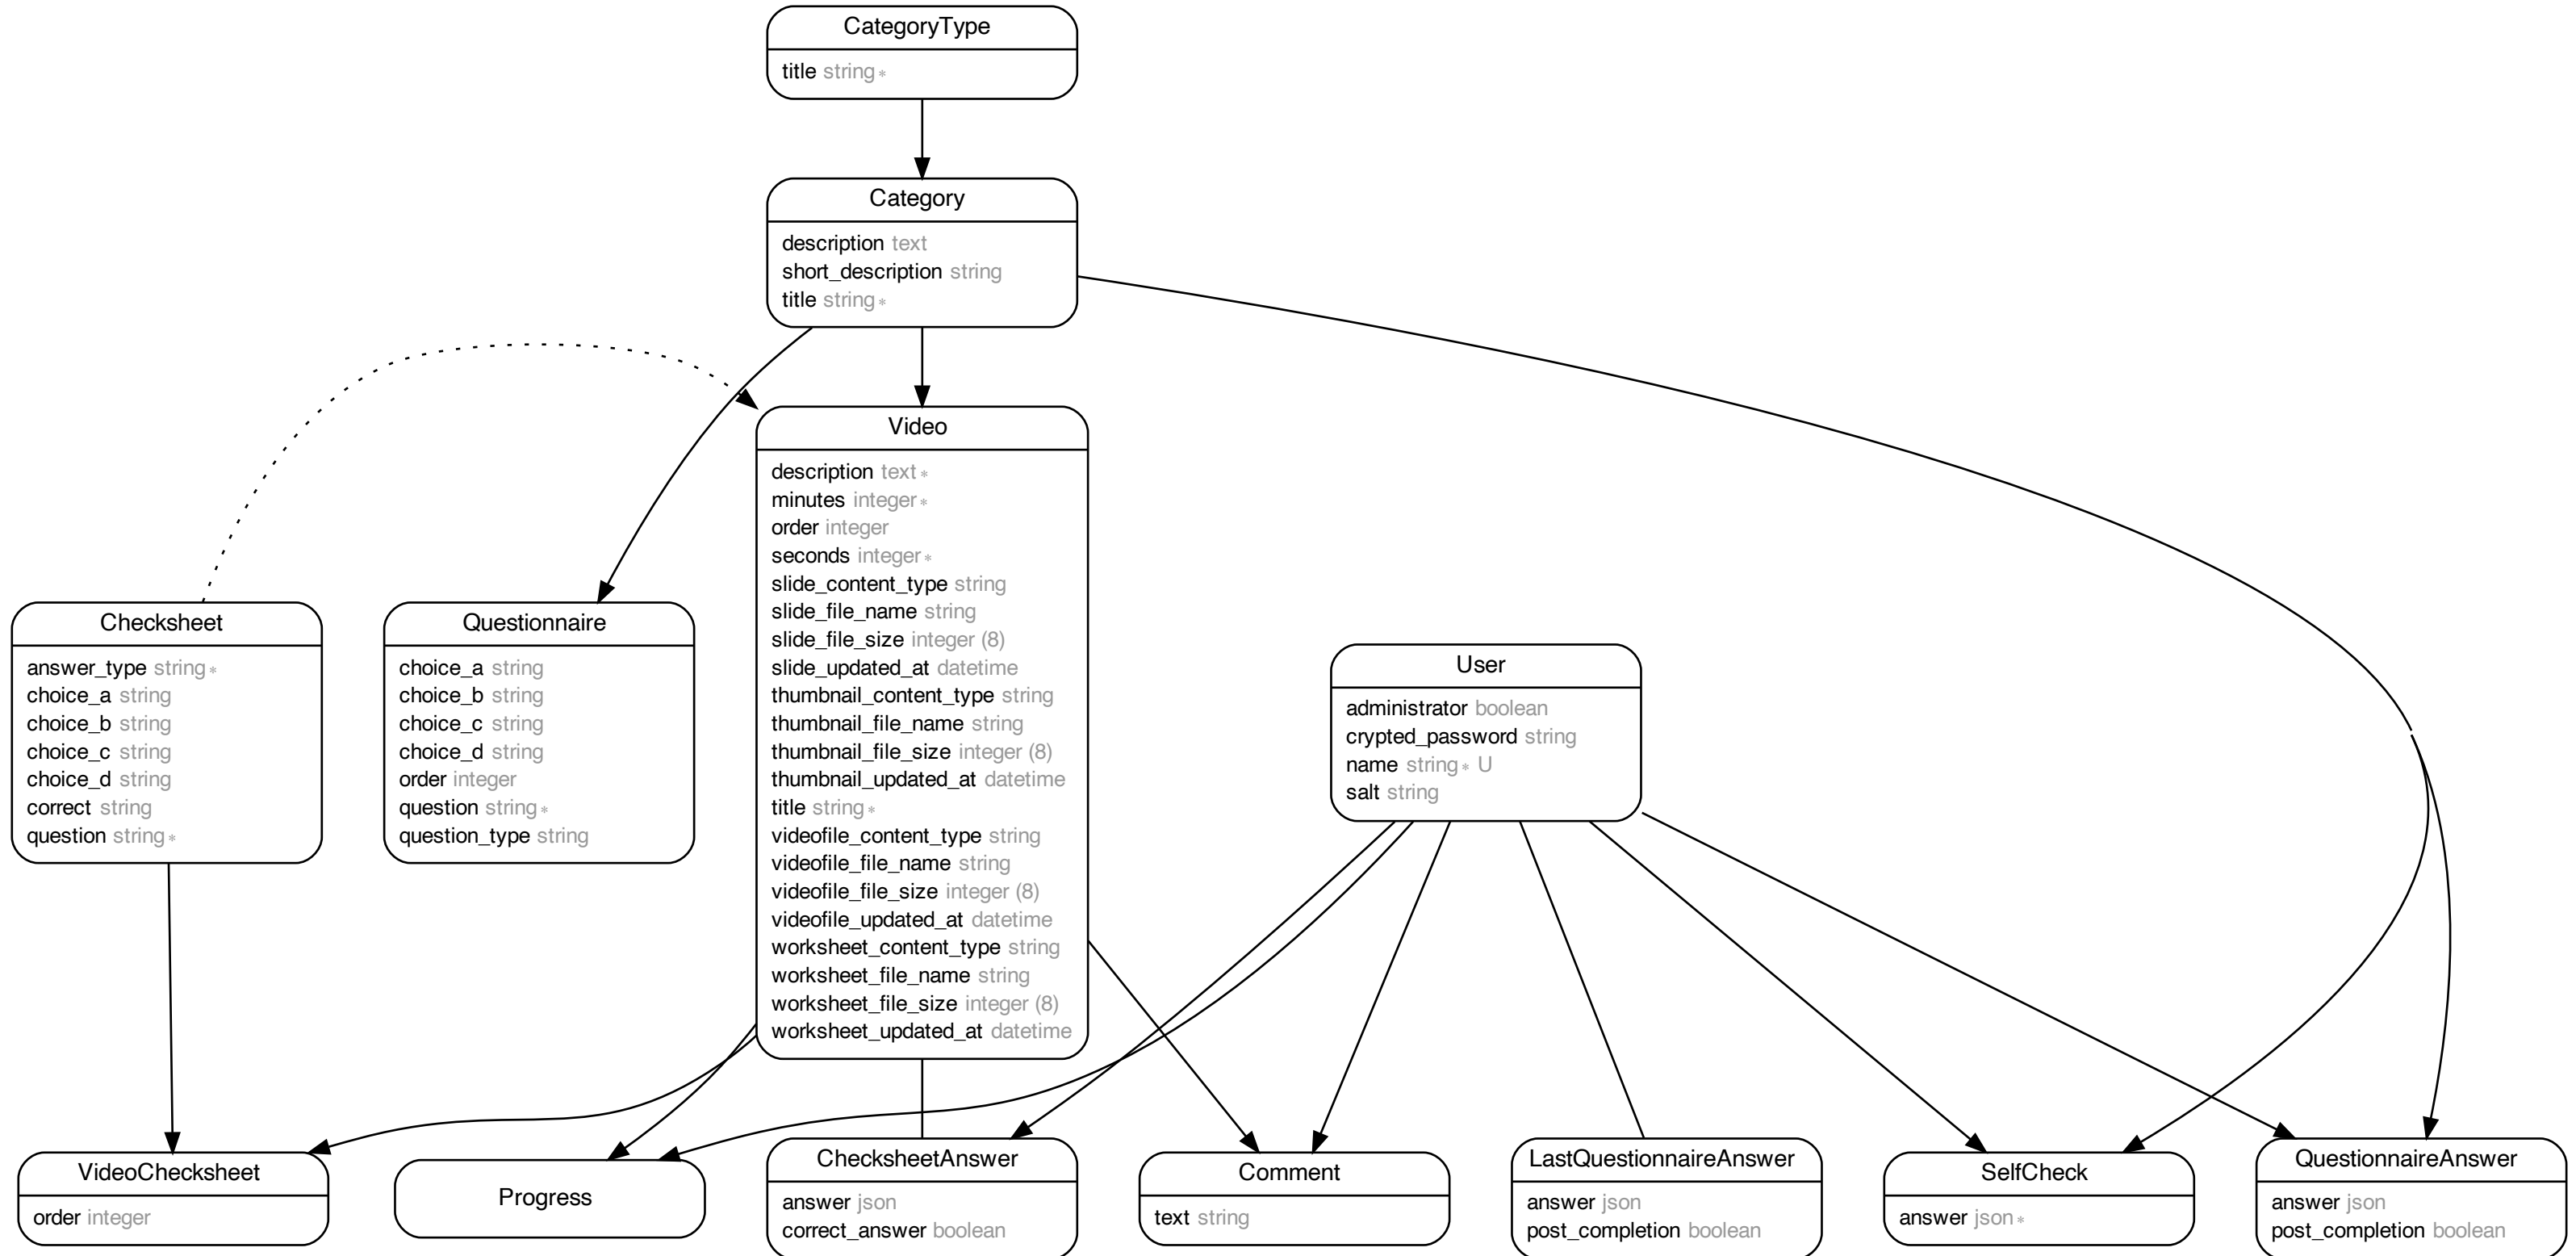 CategoryType
title string *
Category
description text
short_description string
title string *
Video
description text *
minutes integer *
order integer
seconds integer *
slide_content_type string
slide_file_name string
slide_file_size integer (8)
slide_updated_at datetime
thumbnail_content_type string
thumbnail_file_name string
thumbnail_file_size integer (8)
thumbnail_updated_at datetime
title string *
videofile_content_type string
videofile_file_name string
videofile_file_size integer (8)
videofile_updated_at datetime
worksheet_content_type string
worksheet_file_name string
worksheet_file_size integer (8)
worksheet_updated_at datetime
Checksheet
answer_type string *
choice_a string
choice_b string
choice_c string
choice_d string
correct string
question string *
Questionnaire
choice_a string
choice_b string
choice_c string
choice_d string
order integer
question string *
question_type string
User
administrator boolean
crypted_password string
name string * U
salt string
VideoChecksheet
order integer
Progress
ChecksheetAnswer
answer json
correct_answer boolean
Comment
text string
LastQuestionnaireAnswer
answer json
post_completion boolean
SelfCheck
answer json *
QuestionnaireAnswer
answer json
post_completion boolean